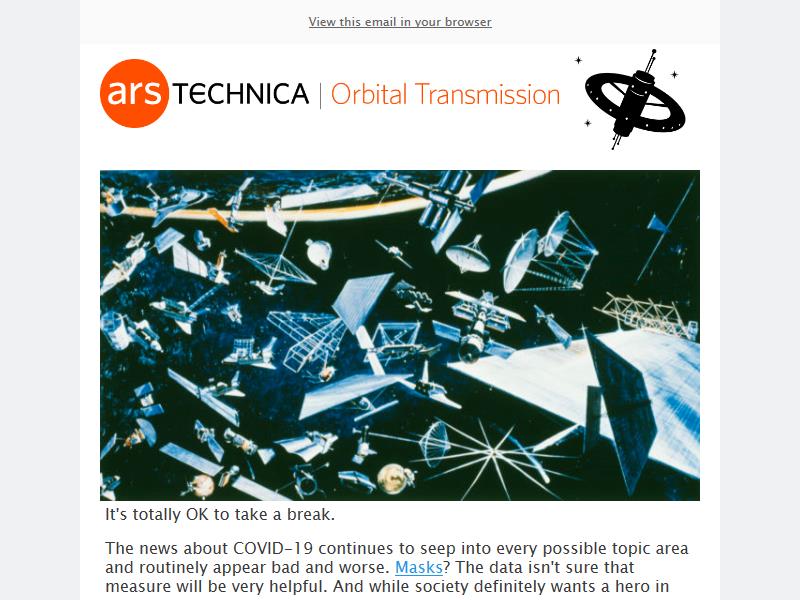 View this email in your browser
ars TECHNICA | Orbital Transmission
It's totally OK to take a break.
The news about COVID-19 continues to seep into every possible topic area
and routinely appear bad and worse. Masks? The data isn't sure that
measure will be very helpful. And while society definitely wants a hero in